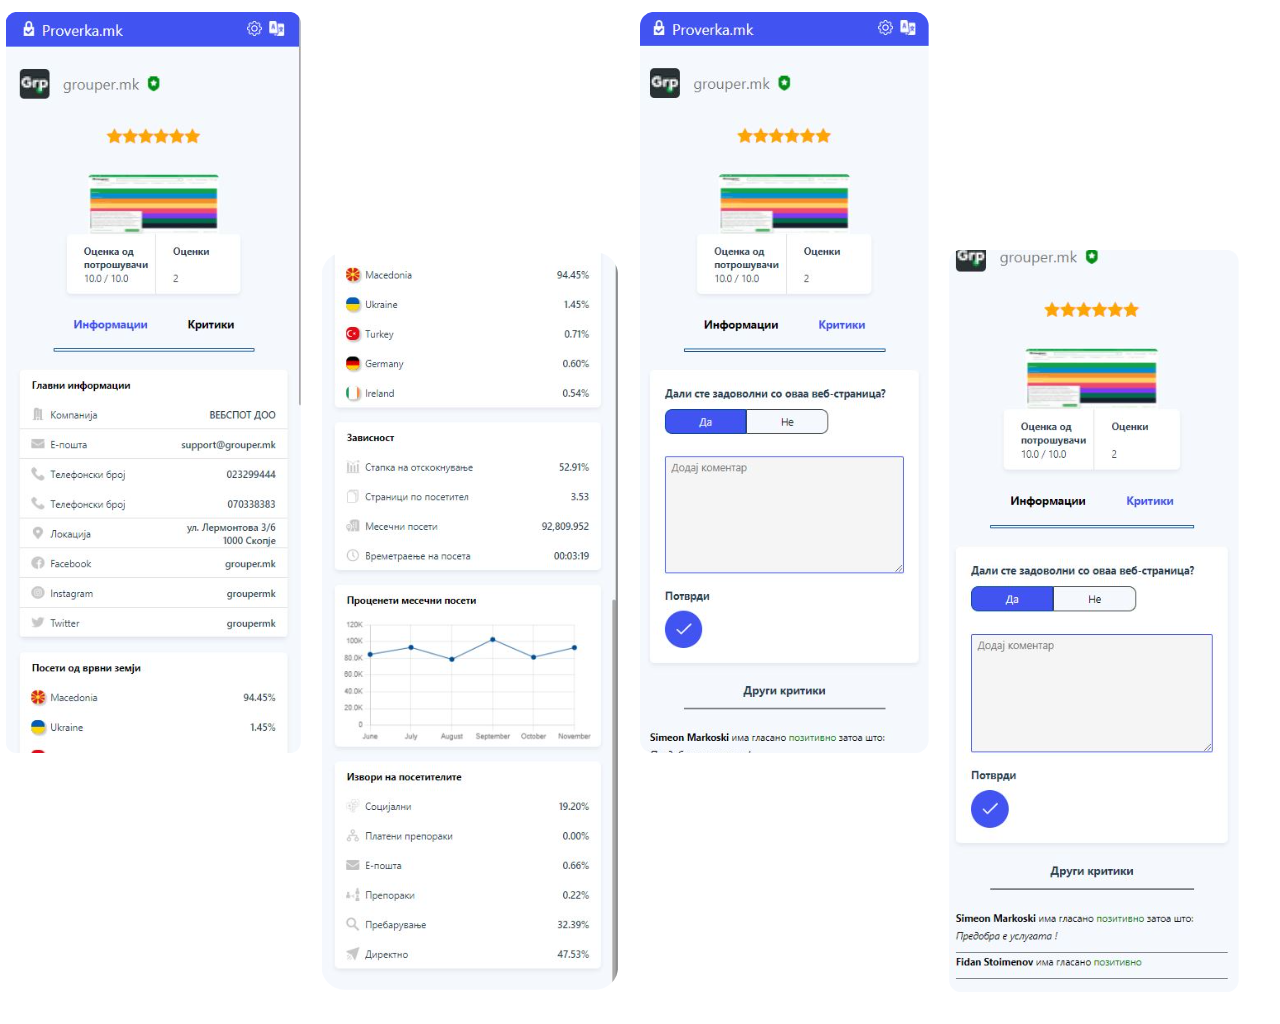 Proverka.mk
Grp grouper.mk
Оценка од
потрошувачи
10.0 / 10.0
Оценки
2
Информации Критики
Главни информации
Компанија ВЕБСПОТ ДОО
Е-пошта support@grouper.mk
Телефонски број 023299444
Телефонски број 070338383
Локација ул. Лермонтова 3/6
1000 Скопје
Facebook grouper.mk
Instagram groupermk
Twitter groupermk
Посети од врвни земји
Macedonia 94.45%
Ukraine 1.45%
Macedonia 94.45%
Ukraine 1.45%
Turkey 0.71%
Germany 0.60%
Ireland 0.54%
Зависност
Стапка на отскокнување 52.91%
Страници по посетител 3.53
Месечни посети 92,809.952
Времетраење на посета 00:03:19
Проценети месечни посети
120K
100K
80.0K
60.0K
40.0K
20.0K
0
June July August September October November
Извори на посетителите
Социјални 19.20%
Платени препораки 0.00%
Е-пошта 0.66%
Препораки 0.22%
Пребарување 32.39%
Директно 47.53%
Proverka.mk
Grp grouper.mk
Оценка од
потрошувачи
10.0 / 10.0
Оценки
2
Информации Критики
Дали сте задоволни со оваа веб-страница?
Да Не
Додај коментар
Потврди
Други критики
Simeon Markoski има гласано позитивно затоа што:
Grp grouper.mk
Оценка од
потрошувачи
10.0 / 10.0
Оценки
2
Информации Критики
Дали сте задоволни со оваа веб-страница?
Да Не
Додај коментар
Потврди
Други критики
Simeon Markoski има гласано позитивно затоа што:
Предобра е услугата !
Fidan Stoimenov има гласано позитивно